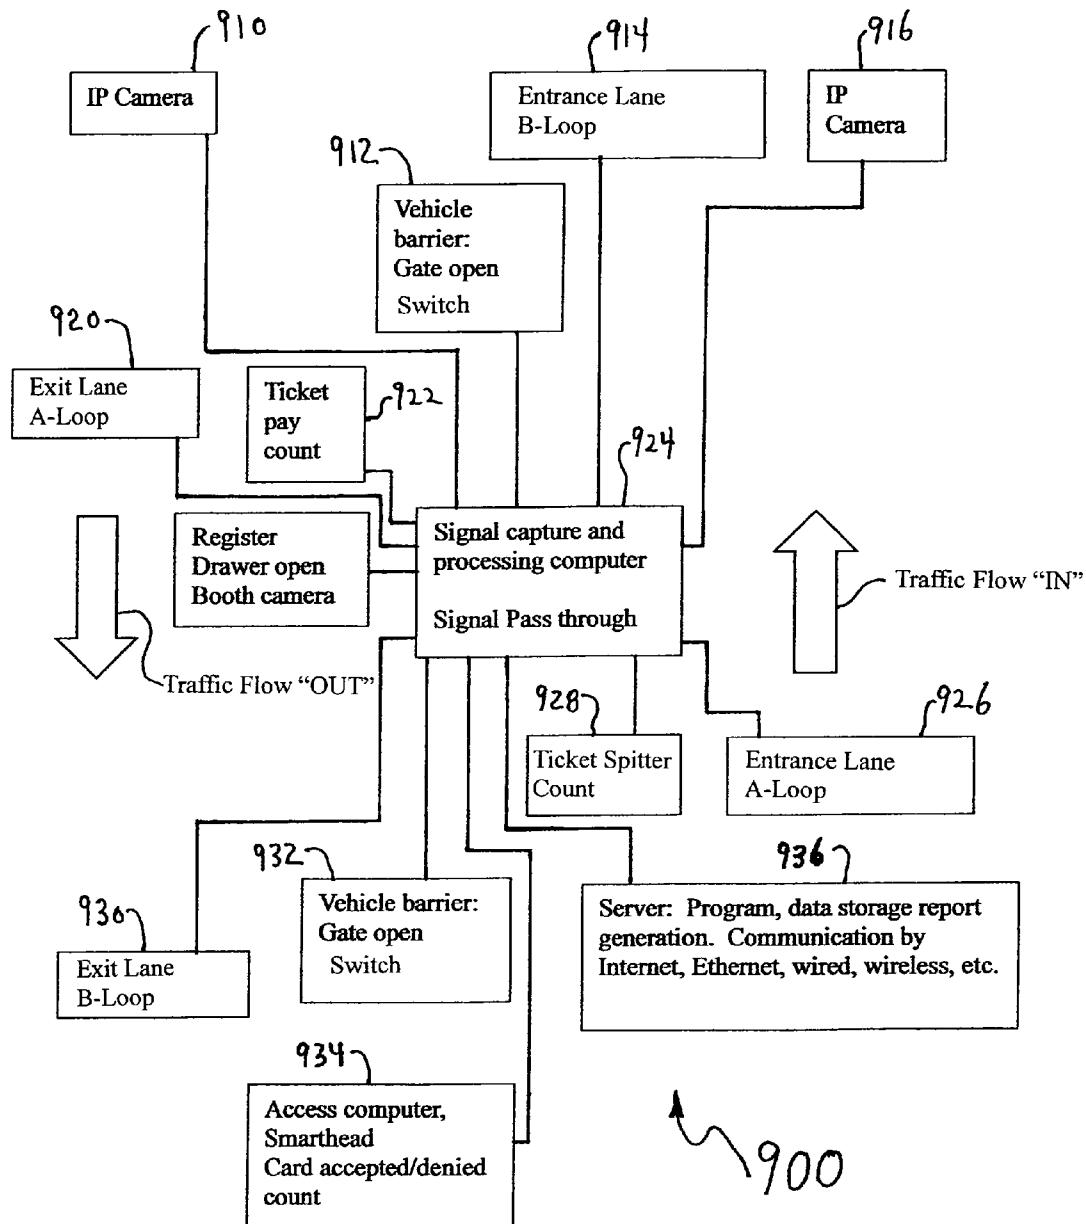 910
IP Camera
914
Entrance Lane
B-Loop
916
IP
Camera
912
Vehicle
barrier:
Gate open
Switch
920
Exit Lane
A-Loop
Ticket
pay
count
922
924
Signal capture and
processing computer
Signal Pass through
Register
Drawer open
Booth camera
Traffic Flow “IN”
Traffic Flow “OUT”
928
Ticket Spitter
Count
926
Entrance Lane
A-Loop
930
Exit Lane
B-Loop
932
Vehicle barrier:
Gate open
Switch
936
Server: Program, data storage report
generation. Communication by
Internet, Ethernet, wired, wireless, etc.
934
Access computer,
Smarthead
Card accepted/denied
count
900